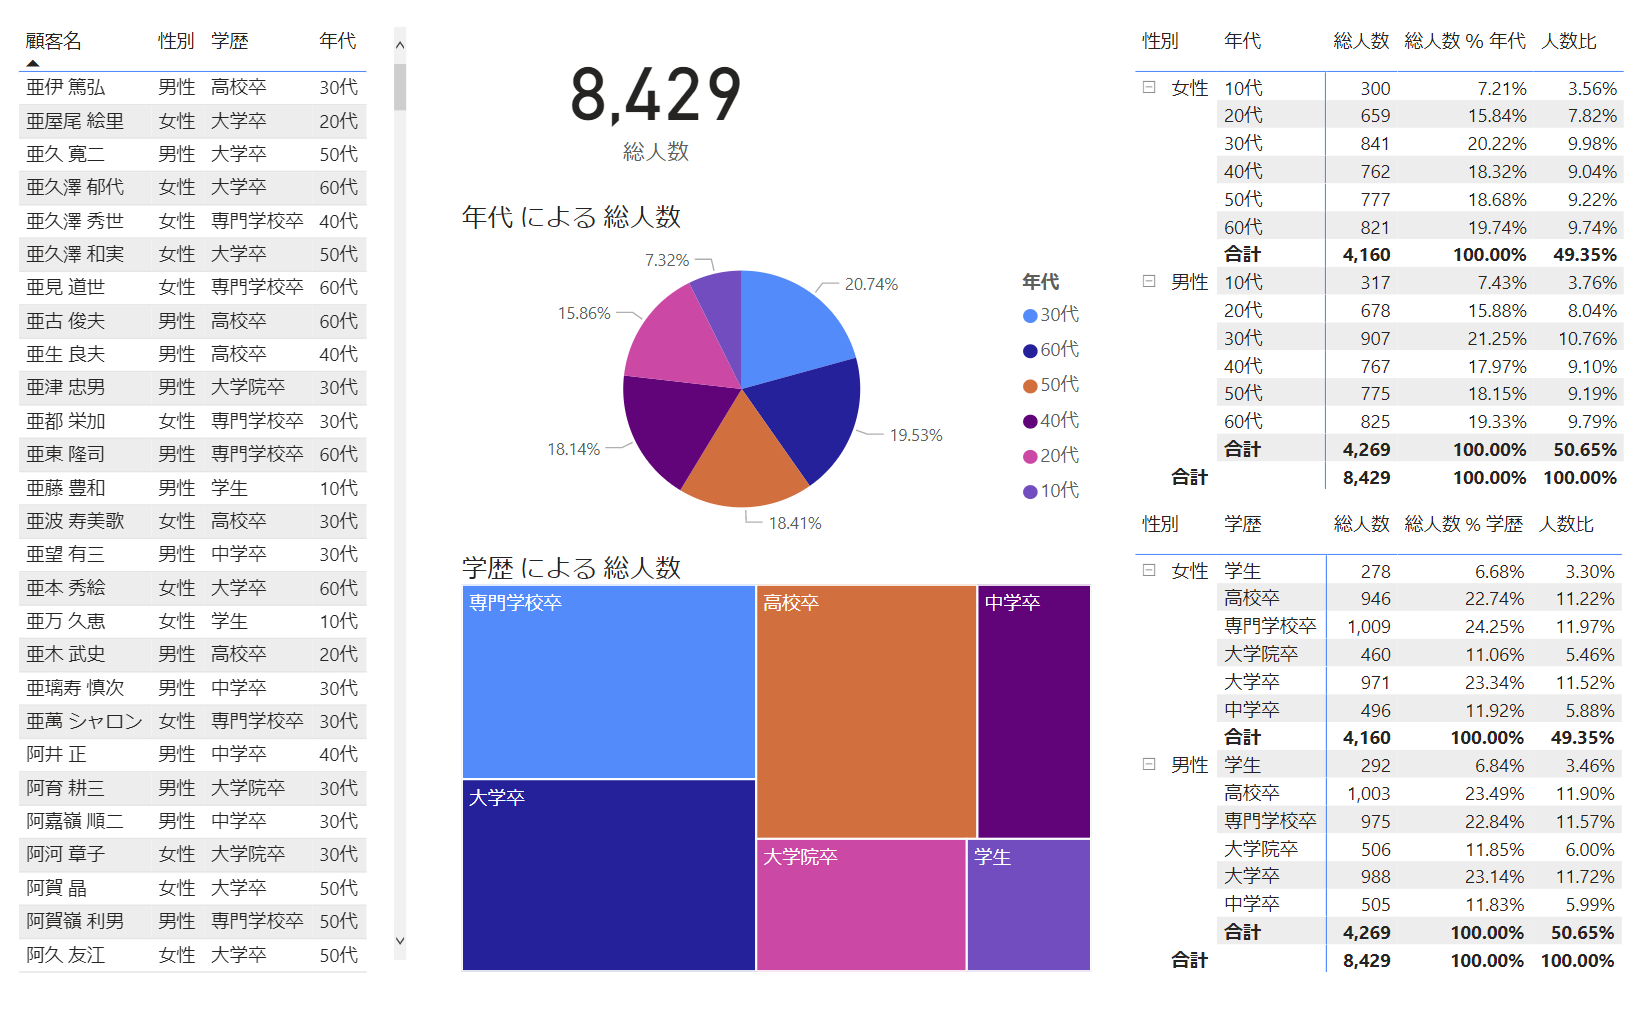 顧客名 性別 学歴 年代
亜伊 篤弘 男性 高校卒 30代
亜屋尾 絵里 女性 大学卒 20代
亜久 寛二 男性 大学卒 50代
亜久澤 郁代 女性 大学卒 60代
亜久澤 秀世 女性 専門学校卒 40代
亜久澤 和実 女性 大学卒 50代
亜見 道世 女性 専門学校卒 60代
亜古 俊夫 男性 高校卒 60代
亜生 良夫 男性 高校卒 40代
亜津 忠男 男性 大学院卒 30代
亜都 栄加 女性 専門学校卒 30代
亜東 隆司 男性 専門学校卒 60代
亜藤 豊和 男性 学生 10代
亜波 寿美歌 女性 高校卒 30代
亜望 有三 男性 中学卒 30代
亜本 秀絵 女性 大学卒 60代
亜万 久恵 女性 学生 10代
亜木 武史 男性 高校卒 20代
亜璃寿 慎次 男性 中学卒 30代
亜萬 シャロン 女性 専門学校卒 30代
阿井 正 男性 中学卒 40代
阿育 耕三 男性 大学院卒 30代
阿嘉嶺 順二 男性 中学卒 30代
阿河 章子 女性 大学院卒 30代
阿賀 晶 女性 大学卒 50代
阿賀嶺 利男 男性 専門学校卒 50代
阿久 友江 女性 大学卒 50代
8,429
総人数
年代 による 総人数
7.32%
20.74%
15.86%
19.53%
18.14%
18.41%
年代
30代
60代
50代
40代
20代
10代
学歴 による 総人数
専門学校卒
高校卒
中学卒
大学卒
大学院卒
学生
性別 年代 総人数 総人数 % 年代 人数比
女性 10代 300 7.21% 3.56%
20代 659 15.84% 7.82%
30代 841 20.22% 9.98%
40代 762 18.32% 9.04%
50代 777 18.68% 9.22%
60代 821 19.74% 9.74%
合計 4,160 100.00% 49.35%
男性 10代 317 7.43% 3.76%
20代 678 15.88% 8.04%
30代 907 21.25% 10.76%
40代 767 17.97% 9.10%
50代 775 18.15% 9.19%
60代 825 19.33% 9.79%
合計 4,269 100.00% 50.65%
合計 8,429 100.00% 100.00%
性別 学歴 総人数 総人数 % 学歴 人数比
女性 学生 278 6.68% 3.30%
高校卒 946 22.74% 11.22%
専門学校卒 1,009 24.25% 11.97%
大学院卒 460 11.06% 5.46%
大学卒 971 23.34% 11.52%
中学卒 496 11.92% 5.88%
合計 4,160 100.00% 49.35%
男性 学生 292 6.84% 3.46%
高校卒 1,003 23.49% 11.90%
専門学校卒 975 22.84% 11.57%
大学院卒 506 11.85% 6.00%
大学卒 988 23.14% 11.72%
中学卒 505 11.83% 5.99%
合計 4,269 100.00% 50.65%
合計 8,429 100.00% 100.00%